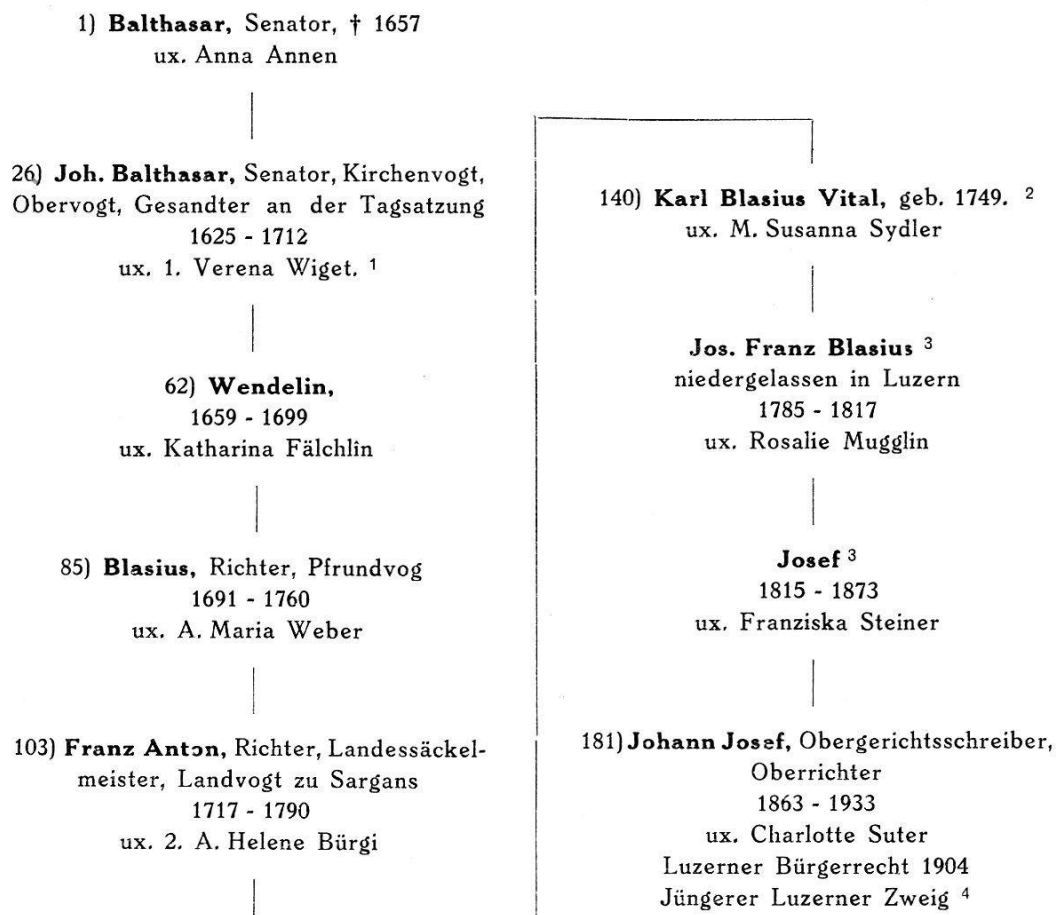 1) Balthasar, Senator, † 1657
ux. Anna Annen
26) Joh. Balthasar, Senator, Kirchenvogt,
Obervogt, Gesandter an der Tagsatzung
1625 - 1712
ux. 1. Verena Wiget. 1
62) Wendelin,
1659 - 1699
ux. Katharina Fälchlin
85) Blasius, Richter, Pfrundvog
1691 - 1760
ux. A. Maria Weber
103) Franz Anton, Richter, Landessäckel-
meister, Landvogt zu Sargans
1717 - 1790
ux. 2. A. Helene Bürgi
140) Karl Blasius Vital, geb. 1749. 2
ux. M. Susanna Sydler
Jos. Franz Blasius 3
niedergelassen in Luzern
1785 - 1817
ux. Rosalie Mugglin
Josef 3
1815 - 1873
ux. Franziska Steiner
181) Johann Josef, Obergerichtsschreiber,
Oberrichter
1863 - 1933
ux. Charlotte Suter
Luzerner Bürgerrecht 1904
Jüngerer Luzerner Zweig 4